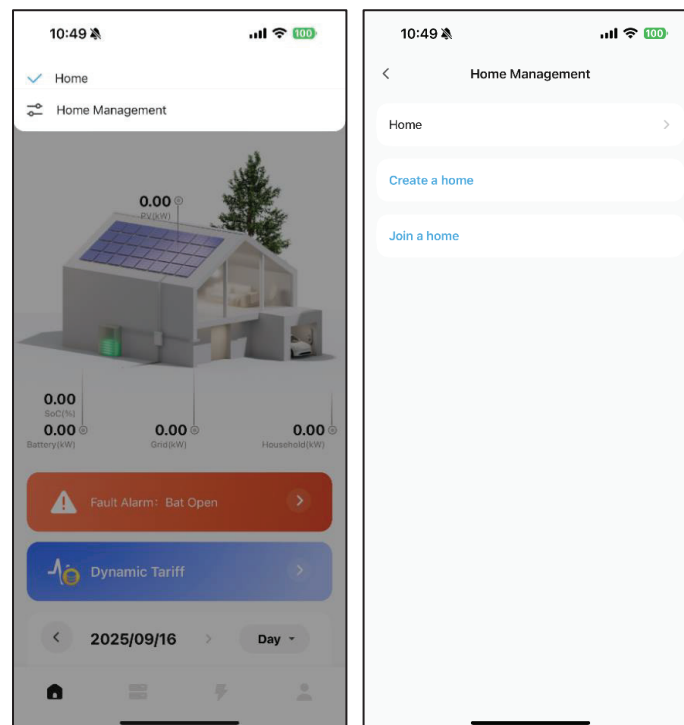 10:49
100
Home
Home Management
0.00
PV(kW)
0.00
SoC(%)
0.00
Battery(kW)
0.00
Grid(kW)
0.00
Household(kW)
Fault Alarm: Bat Open
Dynamic Tariff
2025/09/16
Day
10:49
100
Home Management
Home
Create a home
Join a home